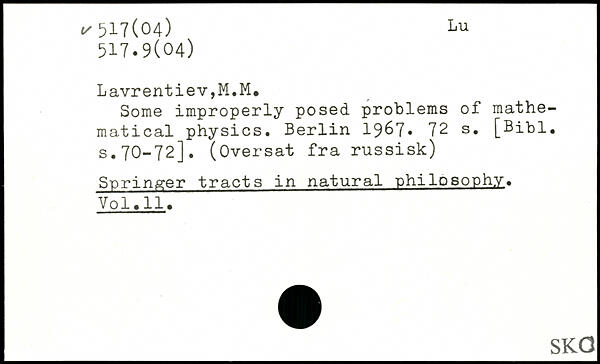 ✓ 517(04) Lu
517.9(04)
Lavrentiev,M.M.
Some improperly posed problems of mathe-
matical physics. Berlin 1967. 72 s. [Bibl.
s.70-72]. (Oversat fra russisk)
Springer tracts in natural philosophy.
Vol.11.
SKC